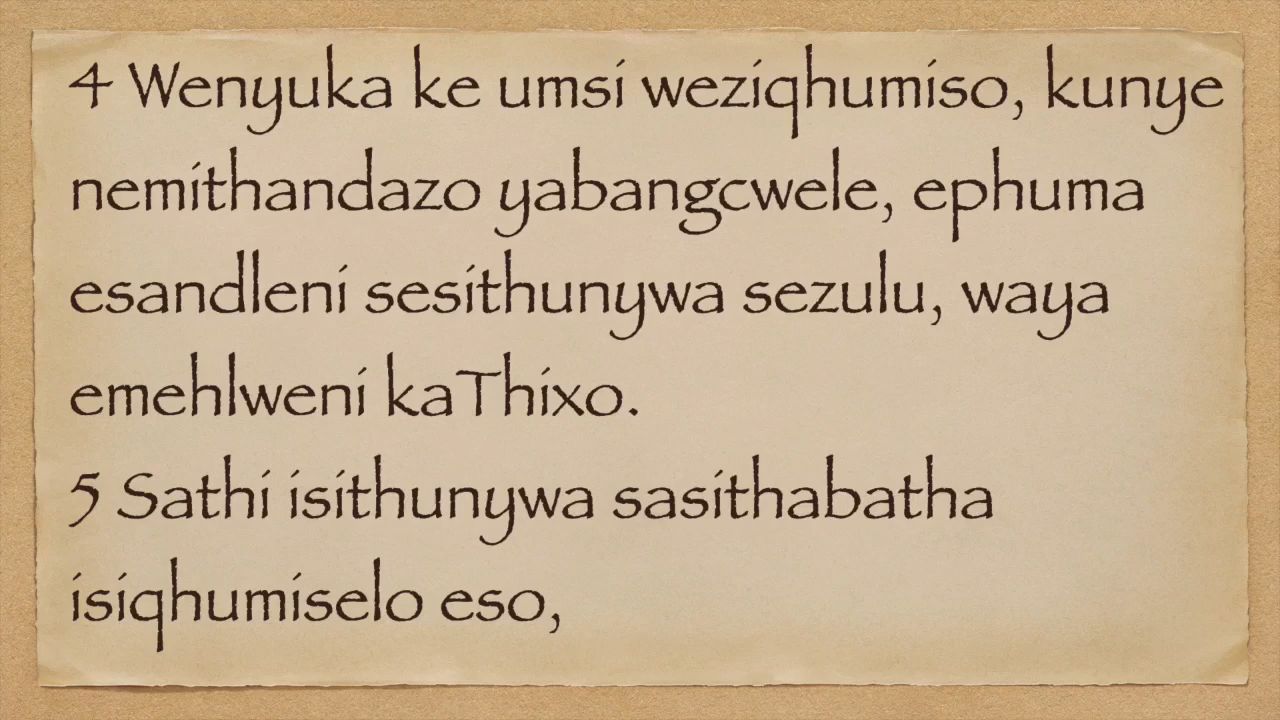 4 Wenyuka ke umsi weziqhumiso, kunye
nemithandazo yabangcwele, ephuma
esandleni sesithunywa sezulu, waya
emehlweni kaThixo.
5 Sathi isithunywa sasithabatha
isiqhumiselo eso,